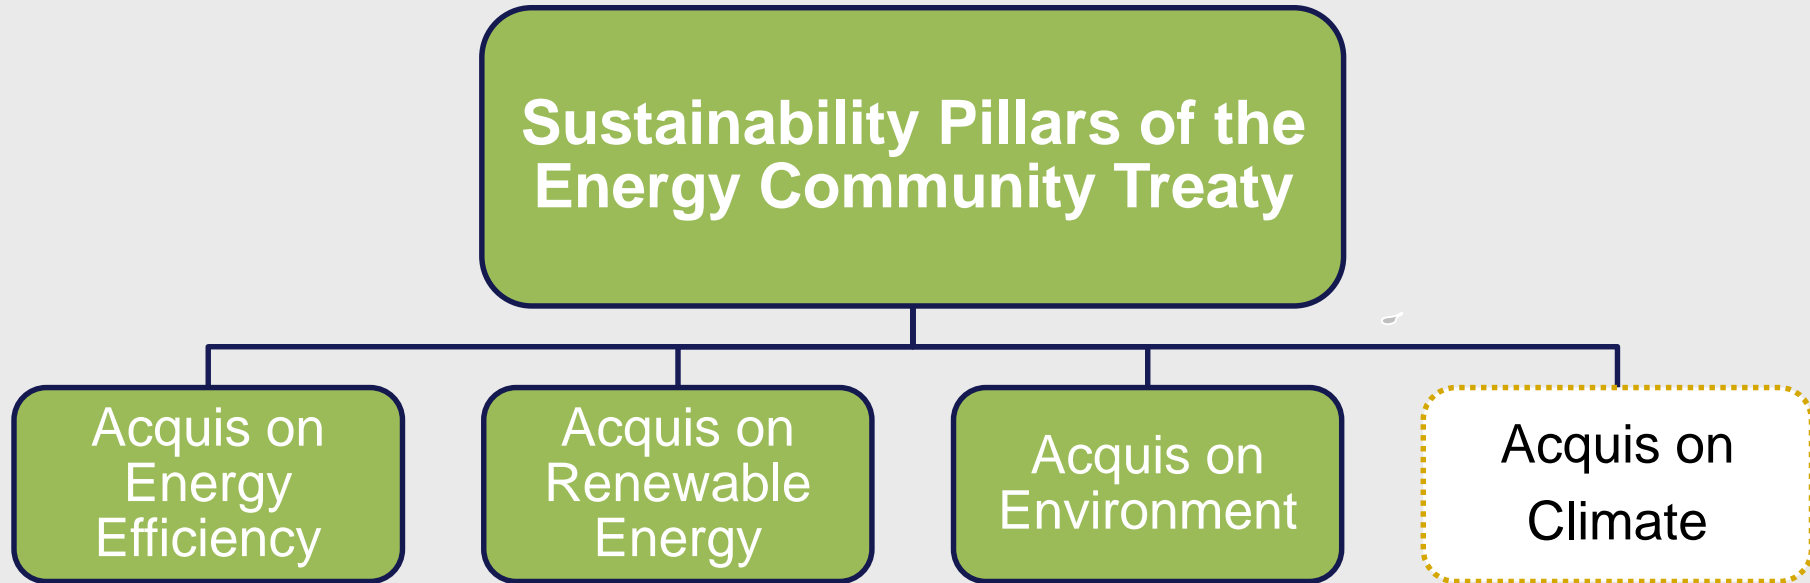 Sustainability Pillars of the
Energy Community Treaty
Acquis on
Energy
Efficiency
Acquis on
Renewable
Energy
Acquis on
Environment
Acquis on
Climate